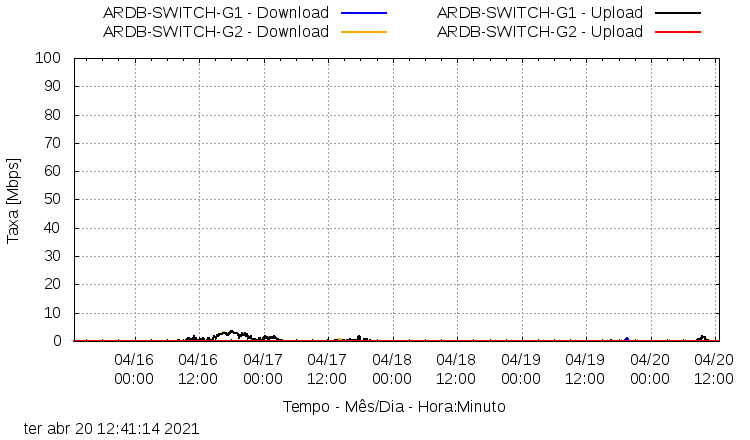 ARDB-SWITCH-G1 - Download
ARDB-SWITCH-G1 - Upload
ARDB-SWITCH-G2 - Download
ARDB-SWITCH-G2 - Upload
100
90
80
70
60
50
40
30
20
10
0
Taxa [Mbps]
04/16 04/16 04/17 04/17 04/18 04/18 04/19 04/19 04/20 04/20
00:00 12:00 00:00 12:00 00:00 12:00 00:00 12:00 00:00 12:00
Tempo - Mês/Dia - Hora:Minuto
ter abr 20 12:41:14 2021